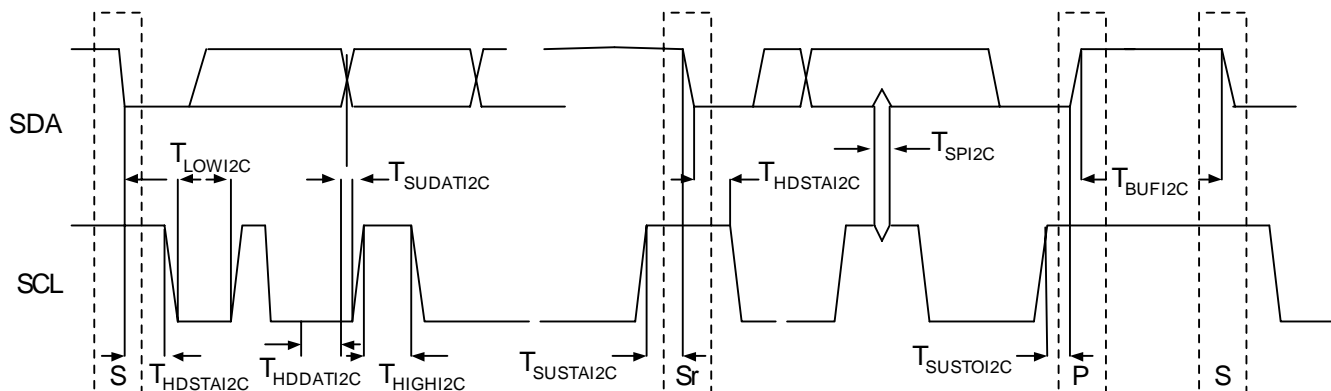 SDA
TLOWI2C
TSUDATI2C
THDSTAI2C
TSPI2C
TBUFI2C
SCL
S
THDSTAI2C
THDDATI2C
THIGHI2C
TSUSTAI2C
Sr
TSUSTOI2C
P
S